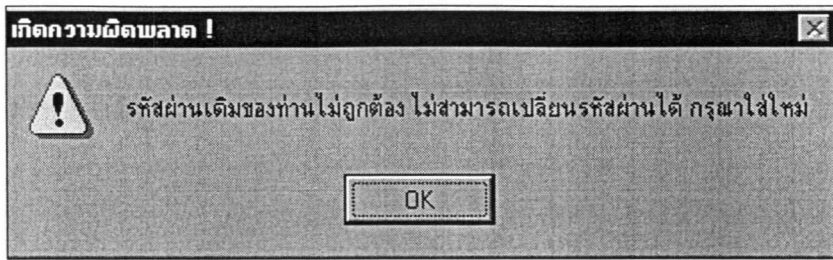 เกิดความผิดพลาด !
รหัสผ่านเดิมของท่านไม่ถูกต้อง ไม่สามารถเปลี่ยนรหัสผ่านได้ กรุณาใส่ใหม่
OK